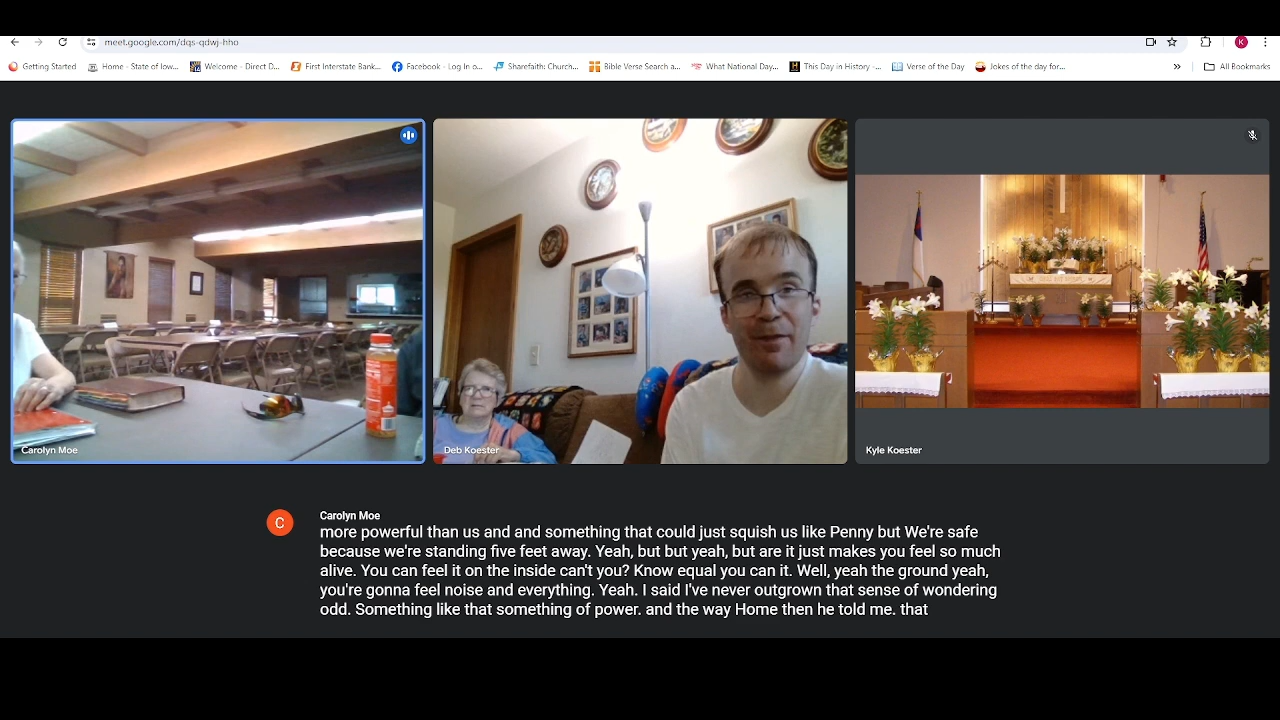 meet.google.com/dqs-qdwj-hho
Getting Started Home - State of Iow... Welcome - Direct D... First Interstate Bank... Facebook - Log In o... Sharefaith: Church... Bible Verse Search a... What National Day... This Day in History -... Verse of the Day Jokes of the day for... » All Bookmarks
K
Carolyn Moe
Deb Koester
Kyle Koester
C
Carolyn Moe
more powerful than us and and something that could just squish us like Penny but We're safe
because we're standing five feet away. Yeah, but but yeah, but are it just makes you feel so much
alive. You can feel it on the inside can't you? Know equal you can it. Well, yeah the ground yeah,
you're gonna feel noise and everything. Yeah. I said I've never outgrown that sense of wondering
odd. Something like that something of power. and the way Home then he told me. that